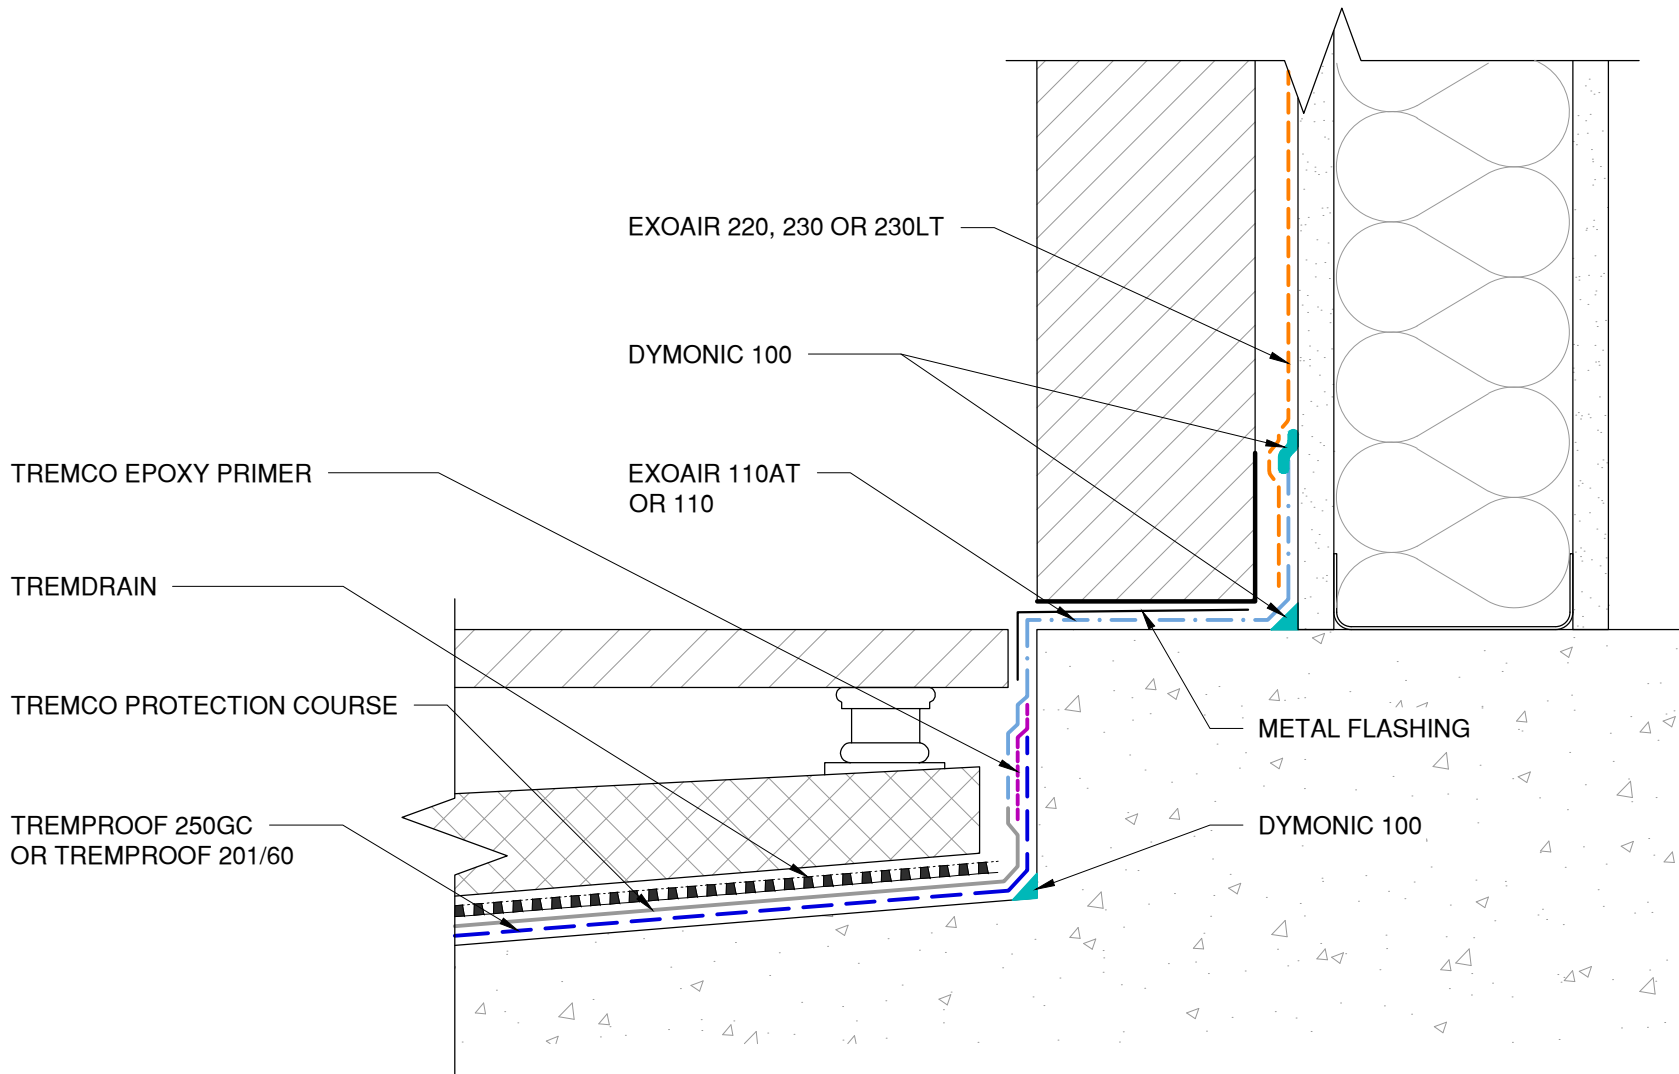 EXOAIR 220, 230 OR 230LT
DYMONIC 100
TREMCO EPOXY PRIMER
EXOAIR 110AT
OR 110
TREMDRAIN
TREMCO PROTECTION COURSE
METAL FLASHING
TREMPROOF 250GC
OR TREMPROOF 201/60
DYMONIC 100